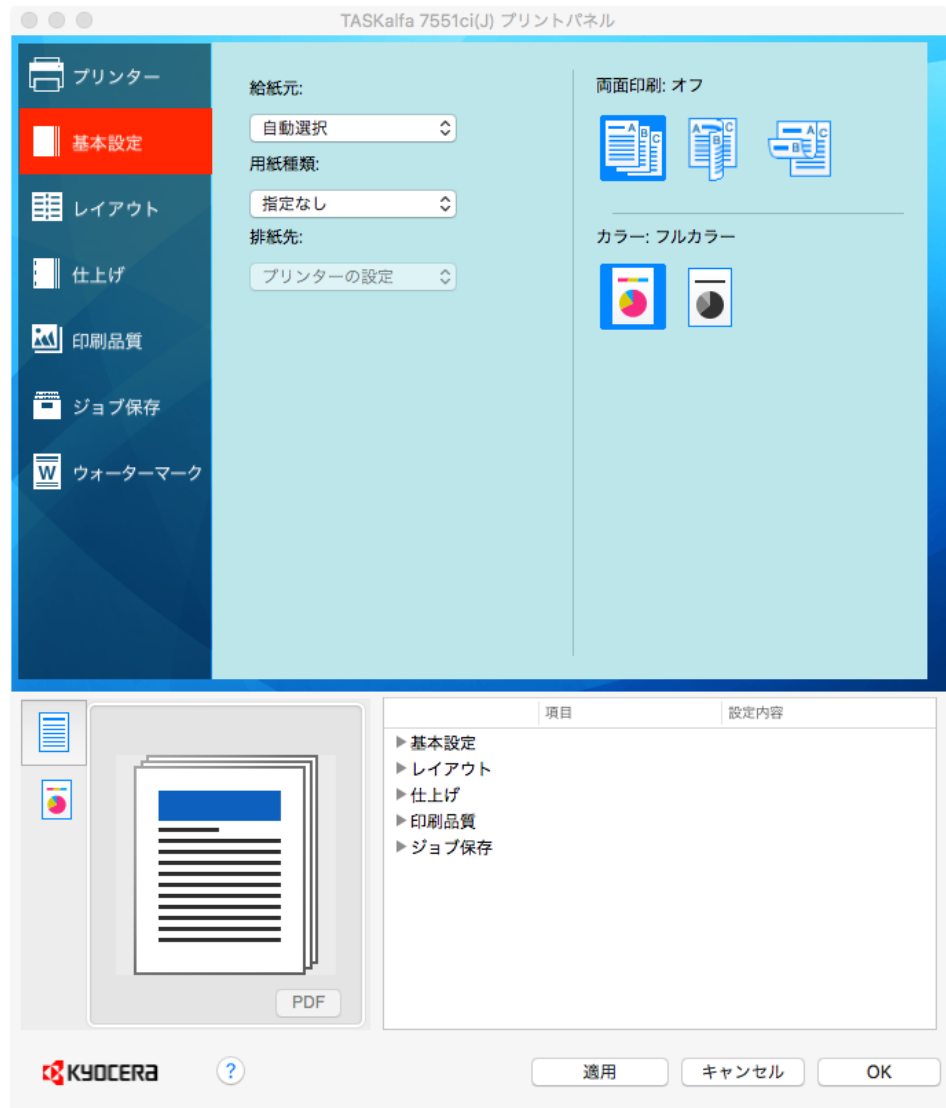 TASKalfa 7551ci(J) プリントパネル
プリンター
基本設定
レイアウト
仕上げ
印刷品質
ジョブ保存
ウォーターマーク
給紙元:
自動選択
用紙種類:
指定なし
排紙先:
プリンターの設定
両面印刷: オフ
A B C
A B C
A B C
カラー: フルカラー
W
項目 設定内容
基本設定
レイアウト
仕上げ
印刷品質
ジョブ保存
PDF
KYOCERA
?
適用 キャンセル OK